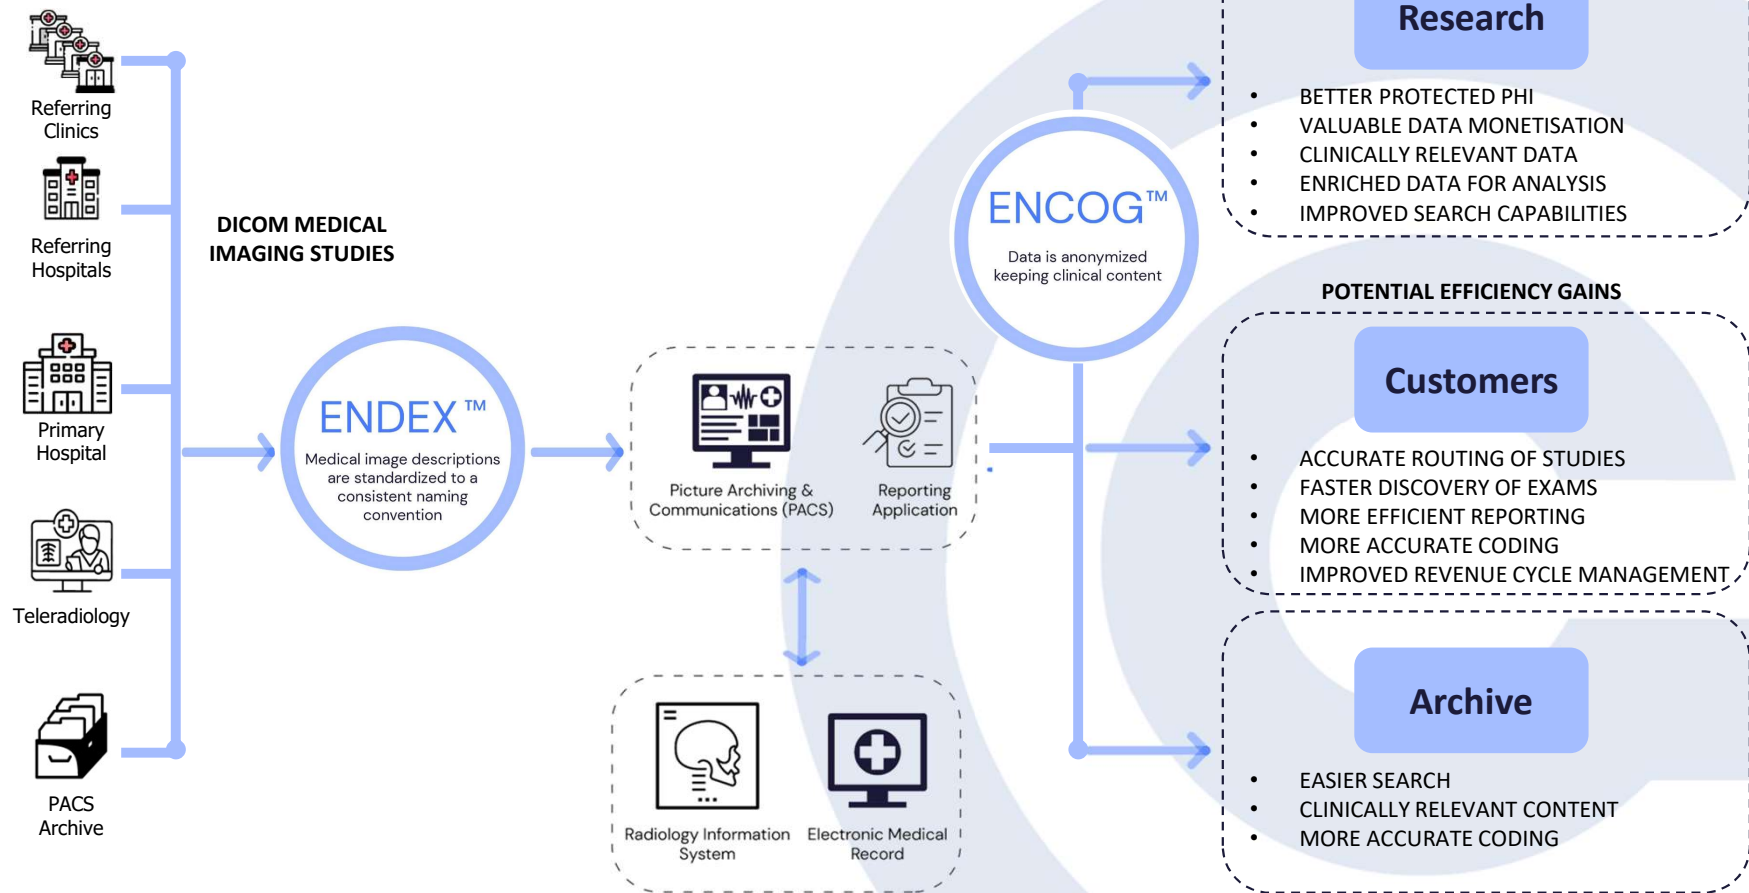 Referring
Clinics
Referring
Hospitals
Primary
Hospital
Teleradiology
PACS
Archive
DICOM MEDICAL
IMAGING STUDIES
ENDEX™
Medical image descriptions
are standardized to a
consistent naming
convention
Picture Archiving &
Communications (PACS)
Reporting
Application
Radiology Information
System
Electronic Medical
Record
ENCOG™
Data is anonymized
keeping clinical content
Research
• BETTER PROTECTED PHI
• VALUABLE DATA MONETISATION
• CLINICALLY RELEVANT DATA
• ENRICHED DATA FOR ANALYSIS
• IMPROVED SEARCH CAPABILITIES
POTENTIAL EFFICIENCY GAINS
Customers
• ACCURATE ROUTING OF STUDIES
• FASTER DISCOVERY OF EXAMS
• MORE EFFICIENT REPORTING
• MORE ACCURATE CODING
• IMPROVED REVENUE CYCLE MANAGEMENT
Archive
• EASIER SEARCH
• CLINICALLY RELEVANT CONTENT
• MORE ACCURATE CODING